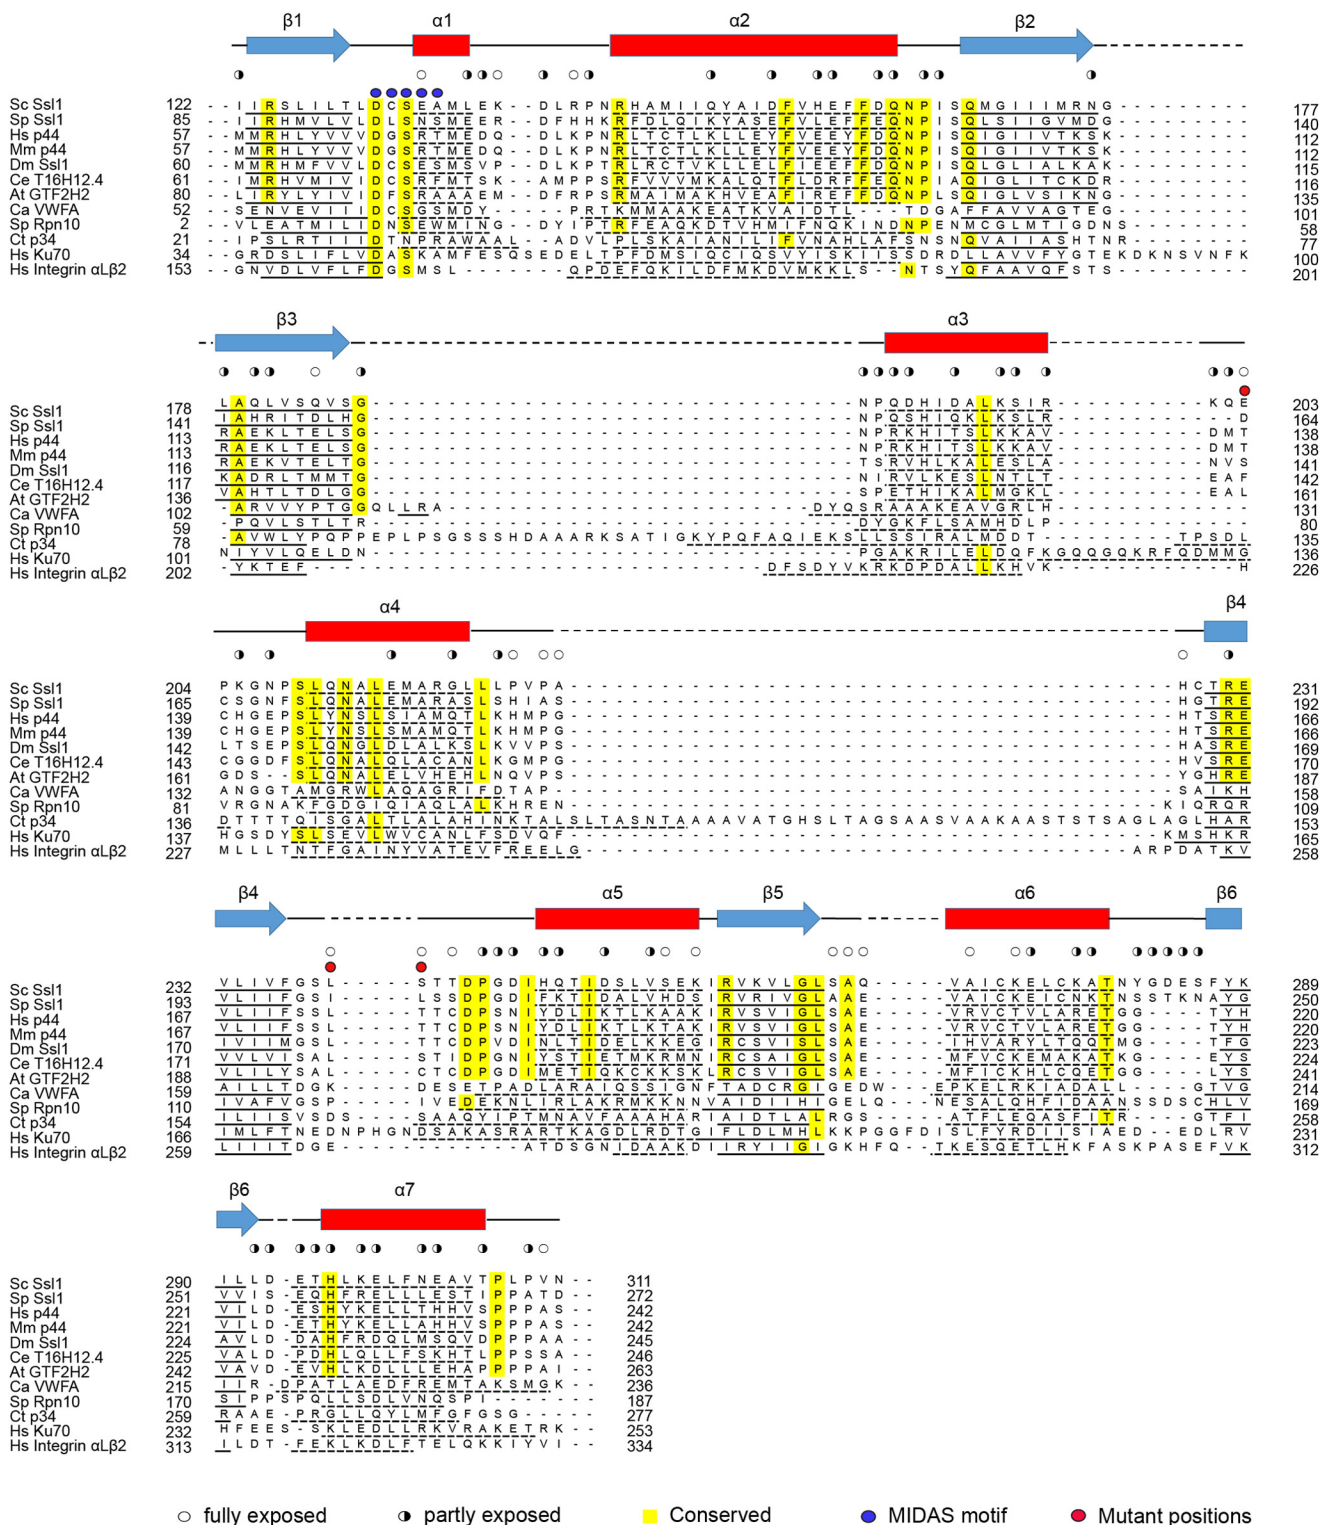 β1 α1 α2 β2
Sc Ssl1 122 - - I I R S L I L T L D C S E A M L E K - - D L R P N R H A M I I Q Y A I D F V H E F F D Q N P I S Q M G I I I M R N G - - - - - - - - - 177
Sp Ssl1 85 - - I R H M V L V L D L S N S M E E R - - D F H H K R F D L Q I K Y A S E F V L E F F E Q N P I S Q L S I I G V M D G - - - - - - - - 140
Hs p44 57 - - M M R H L Y V V V D G S R T M E D Q - - D L K P N R L T C T L K L L E Y F V E E Y F D Q N P I S Q I G I I V T K S K - - - - - - - - 112
Mm p44 57 - - M M R H L Y V V V D G S R T M E D Q - - D L K P N R L T C T L K L L E Y F V E E Y F D Q N P I S Q I G I I V T K S K - - - - - - - - 112
Dm Ssl1 60 - - M M R H M F V V L D C S E S M S V P - - D L K P T R L R C T V K L L E L F I E E F F D Q N P I S Q L G L I A L K A K - - - - - - - - 115
Ce T16H12.4 61 - - I M R H V M I V I D C S R F M T S K - - A M P P S R F V V V M K A L Q T F L D R F F E Q N P I A Q I G L I T C K D R - - - - - - - - 116
At GTF2H2 80 - - L I R Y L Y I V I D F S R A A A E M - - D F R P S R M A I M A K H V E A F I R E F F D Q N P L S Q I G L V S I K N G - - - - - - - - 135
Ca VWFA 52 - - S E N V E V I I I D C S G S M D Y - - - - - P R T K M M A A K E A T K V A I D T L - - - T D G A F F A V V A G T E G - - - - - - - - 101
Sp Rpn10 2 - - V L E A T M I L I D N S E W M I N G - - D Y I P T R F E A Q K D T V H M I F N Q K I N D N P E N M C G L M T I G D N S - - - - - - - 58
Ct p34 21 - - I P S L R T I I I D T N P R A W A A L - - A D V L P L S K A I A N I L I F V N A H L A F S N S N Q V A I I A S H T N R - - - - - - - - 77
Hs Ku70 34 - - G R D S L I F L V D A S K A M F E S Q S E D E L T P F D M S I Q C I Q S V Y I S K I I S S D R D L L A V V F Y G T E K D K N S V N F K 100
Hs Integrin αLβ2 153 - - G N V D L V F L F D G S M S L - - - - - - - Q P D E F Q K I L D F M K D V M K K L S - - N T S Y Q F A A V Q F S T S - - - - - - - - 201
β3 α3
Sc Ssl1 178 L A Q L V S Q V S G - - - - - - - - - - - - - - - - - - - - - - - - - - - - - - - - N P Q D H I D A L K S I R - - - - - - - - - - K Q E 203
Sp Ssl1 141 I A H R I T D L H G - - - - - - - - - - - - - - - - - - - - - - - - - - - - - - - - N P Q S H I Q K L K S L R - - - - - - - - - - - - D 164
Hs p44 113 R A E K L T E L S G - - - - - - - - - - - - - - - - - - - - - - - - - - - - - - - - N P R K H I T S L K K A V - - - - - - - - - - D M T 138
Mm p44 113 R A E K L T E L S G - - - - - - - - - - - - - - - - - - - - - - - - - - - - - - - - N P R K H I T S L K K A V - - - - - - - - - - D M T 138
Dm Ssl1 116 R A E K V T E L T G - - - - - - - - - - - - - - - - - - - - - - - - - - - - - - - - T S R V H L K A L E S L A - - - - - - - - - - N V S 141
Ce T16H12.4 117 K A D R L T M M T G - - - - - - - - - - - - - - - - - - - - - - - - - - - - - - - - N I R V L K E S L N T L T - - - - - - - - - - E A F 142
At GTF2H2 136 V A H T L T D L G G - - - - - - - - - - - - - - - - - - - - - - - - - - - - - - - - S P E T H I K A L M G K L - - - - - - - - - - E A L 161
Ca VWFA 102 - A R V V Y P T G G Q L L R A - - - - - - - - - - - - - - - - - - - - - - - - D Y Q S R A A A K E A V G R L H - - - - - - - - - - - - - 131
Sp Rpn10 59 - P Q V L S T L T R - - - - - - - - - - - - - - - - - - - - - - - - - - - - - - - - D Y G K F L S A M H D L P - - - - - - - - - - - - - 80
Ct p34 78 - A V W L Y P Q P P E P L P S G S S S H D A A A R K S A T I G K Y P Q F A Q I E K S L L S S I R A L M D D T - - - - - - - - T P S D L 136
Hs Ku70 101 N I Y V L Q E L D N - - - - - - - - - - - - - - - - - - - - - - - - - - - - - - - - P G A K R I L E L D Q F K G Q Q G Q K R F Q D M M G 136
Hs Integrin αLβ2 202 - Y K T E F - - - - - - - - - - - - - - - - - - - - - - - - - - - - - - D F S D Y V K R K D P D A L L K H V K - - - - - - - - - - - - H 226
α4 β4
Sc Ssl1 204 P K G N P S L Q N A L E M A R G L L L P V P A - - - - - - - - - - - - - - - - - - - - - - - - - - - - - - - - - - - - - - - - H C T R E 231
Sp Ssl1 165 C S G N F S L Q N A L E M A R A S L S H I A S - - - - - - - - - - - - - - - - - - - - - - - - - - - - - - - - - - - - - - - - H G T R E 192
Hs p44 139 C H G E P S L Y N S L S I A M Q T L K H M P G - - - - - - - - - - - - - - - - - - - - - - - - - - - - - - - - - - - - - - - - H T S R E 166
Mm p44 139 C H G E P S L Y N S L S M A M Q T L K H M P G - - - - - - - - - - - - - - - - - - - - - - - - - - - - - - - - - - - - - - - - H T S R E 166
Dm Ssl1 142 L T S E P S L Q N G L D L A L K S L K V V P S - - - - - - - - - - - - - - - - - - - - - - - - - - - - - - - - - - - - - - - - H A S R E 169
Ce T16H12.4 143 C G G D F S L Q N A L Q L A C A N L K G M P S - - - - - - - - - - - - - - - - - - - - - - - - - - - - - - - - - - - - - - - - H V S R E 170
At GTF2H2 161 G D S - - S L Q N A L E L V H E H L N Q V P S - - - - - - - - - - - - - - - - - - - - - - - - - - - - - - - - - - - - - - - - Y G H R E 187
Ca VWFA 132 A N G G T A M G R W L A Q A G R I F D T A P - - - - - - - - - - - - - - - - - - - - - - - - - - - - - - - - - - - - - - - - - S A I K H 158
Sp Rpn10 81 V R G N A K F G D G I Q I A Q L A L K H R E N - - - - - - - - - - - - - - - - - - - - - - - - - - - - - - - - - - - - - - - K I Q R Q R 109
Ct p34 136 D T T T T Q I S G A L T L A L A H I N K T A L S L T A S N T A A A A V A T G H S L T A G S A A S V A A K A A S T S T S A G L A G L H A R 153
Hs Ku70 137 H G S D Y S L S E V L W V C A N L F S D V Q F - - - - - - - - - - - - - - - - - - - - - - - - - - - - - - - - - - - - - - - K M S H K R 165
Hs Integrin αLβ2 227 M L L L T N T F G A I N Y V A T E V F R E E L G - - - - - - - - - - - - - - - - - - - - - - - - - - - - - - - - - - - - A R P D A T K V 258
β4 α5 β5 α6 β6
Sc Ssl1 232 V L I V F G S L - - - - - S T T D P G D I H Q T I D S L V S E K I R V K V L G L S A Q - - - - - V A I C K E L C K A T N Y G D E S F Y K 289
Sp Ssl1 193 V L I I F G S I - - - - - L S S D P G D I F K T I D A L V H D S I R V R I V G L A A E - - - - - V A I C K E I C N K T N S S T K N A Y G 250
Hs p44 167 V L I I F S S L - - - - - T T C D P S N I Y D L I K T L K A A K I R V S V I G L S A E - - - - - V R V C T V L A R E T G G - - - - T Y H 220
Mm p44 167 V L I I F S S L - - - - - T T C D P S N I Y D L I K T L K T A K I R V S V I G L S A E - - - - - V R V C T V L A R E T G G - - - - T Y H 220
Dm Ssl1 170 I V I I M G S L - - - - - T T C D P V D I N L T I D E L K K E G I R C S V I S L S A E - - - - - I H V A R Y L T Q Q T M G - - - - T F G 223
Ce T16H12.4 171 V V L V I S A L - - - - - S T I D P G N I Y S T I E T M K R M N I R C S A I G L S A E - - - - - M F V C K E M A K A T K G - - - - E Y S 224
At GTF2H2 188 V L I L Y S A L - - - - - C T C D P G D I M E T I Q K C K K S K L R C S V I G L S A E - - - - - M F I C K H L C Q E T G G - - - - L Y S 241
Ca VWFA 159 A I L L T D G K - - - - - D E S E T P A D L A R A I Q S S I G N F T A D C R G I G E D W - - - E P K E L R K I A D A L L - - - - G T V G 214
Sp Rpn10 110 I V A F V G S P - - - - - I V E D E K N L I R L A K R M K K N N V A I D I I H I G E L Q - - - N E S A L Q H F I D A A N S S D S C H L V 169
Ct p34 154 I L I I S V S D S - - - - S A A Q Y I P T M N A V F A A A H A R I A I D T L A L R G S - - - - - A T F L E Q A S F I T R - - - - G T F I 258
Hs Ku70 166 I M L F T N E D N P H G N D S A K A S R A R T K A G D L R D T G I F L D L M H L K K P G G F D I S L F Y R D I I S I A E D - - E D L R V 231
Hs Integrin αLβ2 259 L I I I T D G E - - - - - - - A T D S G N I D A A K D I I R Y I I G I G K H F Q - - T K E S Q E T L H K F A S K P A S E F V K 312
β6 α7
Sc Ssl1 290 I L L D - E T H L K E L F N E A V T P L P V N - - 311
Sp Ssl1 251 V V I S - E Q H F R E L L L E S T I P P A T D - - 272
Hs p44 221 V I L D - E S H Y K E L L T H H V S P P P A S - - 242
Mm p44 221 V I L D - E T H Y K E L L A H H V S P P P A S - - 242
Dm Ssl1 224 A V L D - D A H F R D Q L M S Q V D P P P A A - - 245
Ce T16H12.4 225 V A L D - P D H L Q L L F S K H T L P P S S A - - 246
At GTF2H2 242 V A V D - E V H L K D L L L E H A P P P P A I - - 263
Ca VWFA 215 I I R - D P A T L A E D F R E M T A K S M G K - - 236
Sp Rpn10 170 S I P P S P Q L L S D L V N Q S P I - - - - - - - 187
Ct p34 259 R A A E - P R G L L Q Y L M F G F G S G - - - - - 277
Hs Ku70 232 H F E E S - S K L E D L L R K V R A K E T R K - - 253
Hs Integrin αLβ2 313 I L D T - F E K L K D L F T E L Q K K I Y V I - - 334
fully exposed partly exposed Conserved MIDAS motif Mutant positions